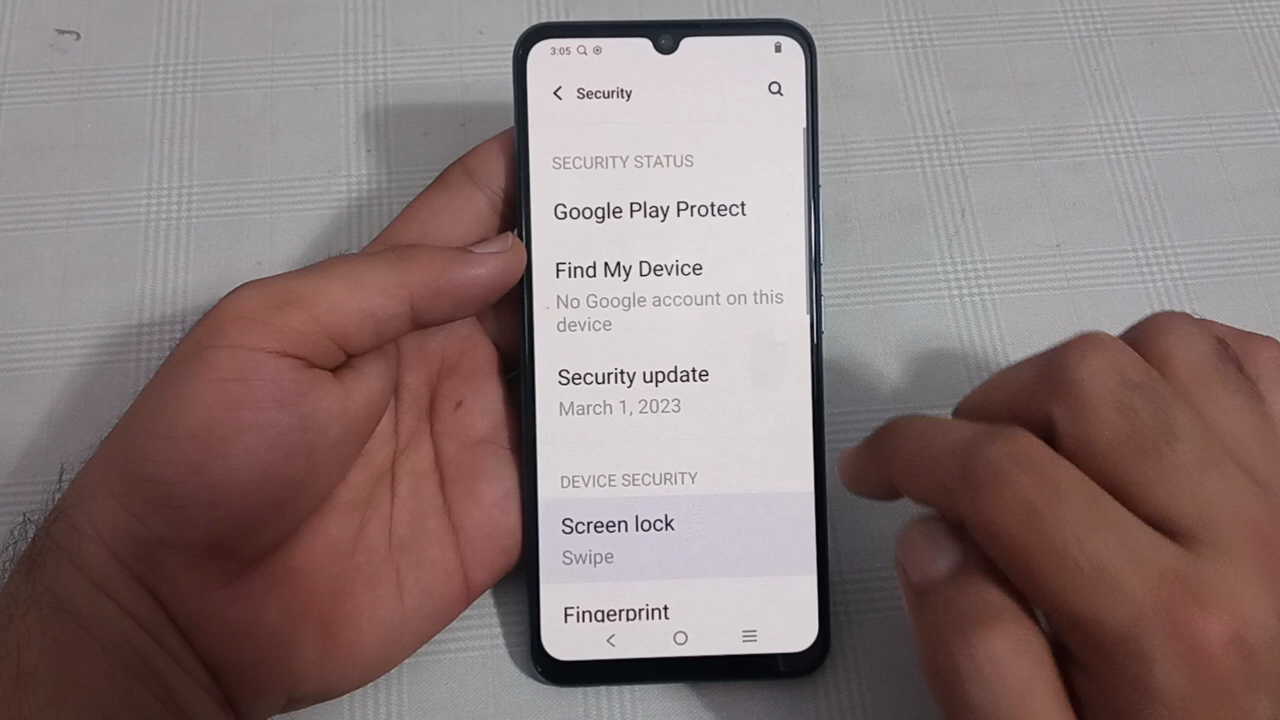 3:05
Security
SECURITY STATUS
Google Play Protect
Find My Device
No Google account on this
device
Security update
March 1, 2023
DEVICE SECURITY
Screen lock
Swipe
Fingerprint